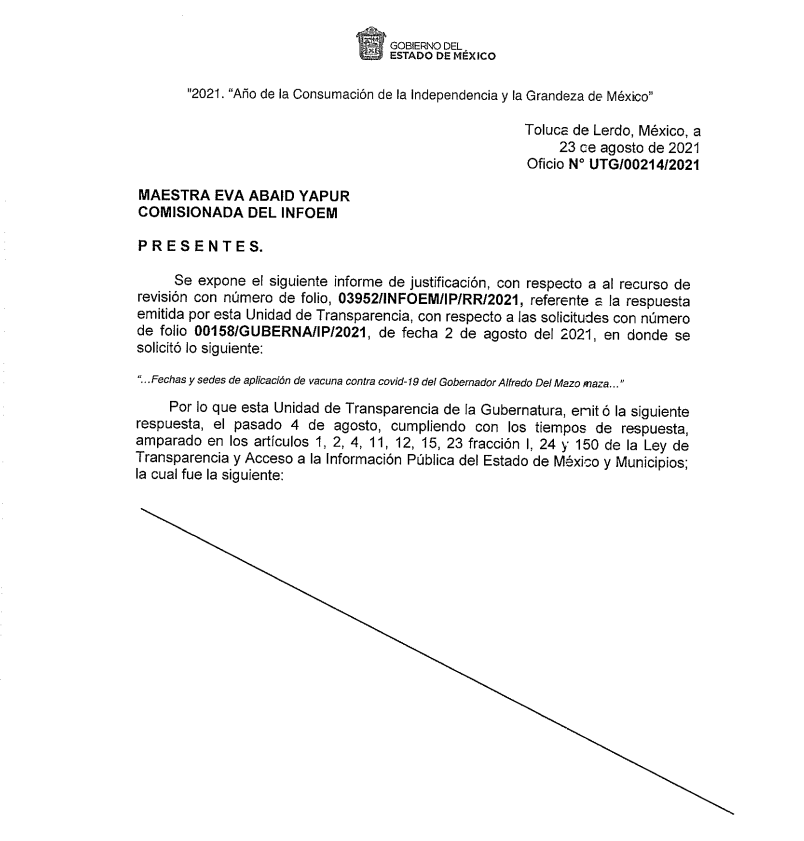 GOBIERNO DEL
ESTADO DE MÉXICO
"2021. “Año de la Consumación de la Independencia y la Grandeza de México”
Toluca de Lerdo, México, a
23 de agosto de 2021
Oficio N° UTG/00214/2021
MAESTRA EVA ABAID YAPUR
COMISIONADA DEL INFOEM
P R E S E N T E S.
Se expone el siguiente informe de justificación, con respecto a al recurso de
revisión con número de folio, 03952/INFOEM/IP/RR/2021, referente a la respuesta
emitida por esta Unidad de Transparencia, con respecto a las solicitudes con número
de folio 00158/GUBERNA/IP/2021, de fecha 2 de agosto del 2021, en donde se
solicitó lo siguiente:
“...Fechas y sedes de aplicación de vacuna contra covid-19 del Gobernador Alfredo Del Mazo maza...”
Por lo que esta Unidad de Transparencia de la Gubernatura, emitió la siguiente
respuesta, el pasado 4 de agosto, cumpliendo con los tiempos de respuesta,
amparado en los artículos 1, 2, 4, 11, 12, 15, 23 fracción I, 24 y 150 de la Ley de
Transparencia y Acceso a la Información Pública del Estado de México y Municipios;
la cual fue la siguiente: